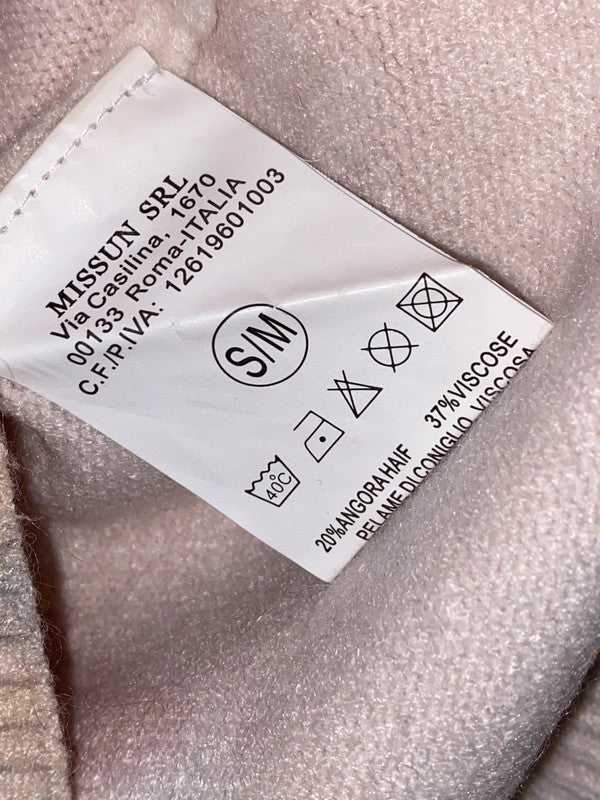 MISSUN SRL
Via Casilina, 1670
00133 Roma-ITALIA
C.F./P.IVA: 12619601003
S/M
40C
20%ANGORA HAIF 37%VISCOSE
PELAME DI CONIGLIO VISCOSA